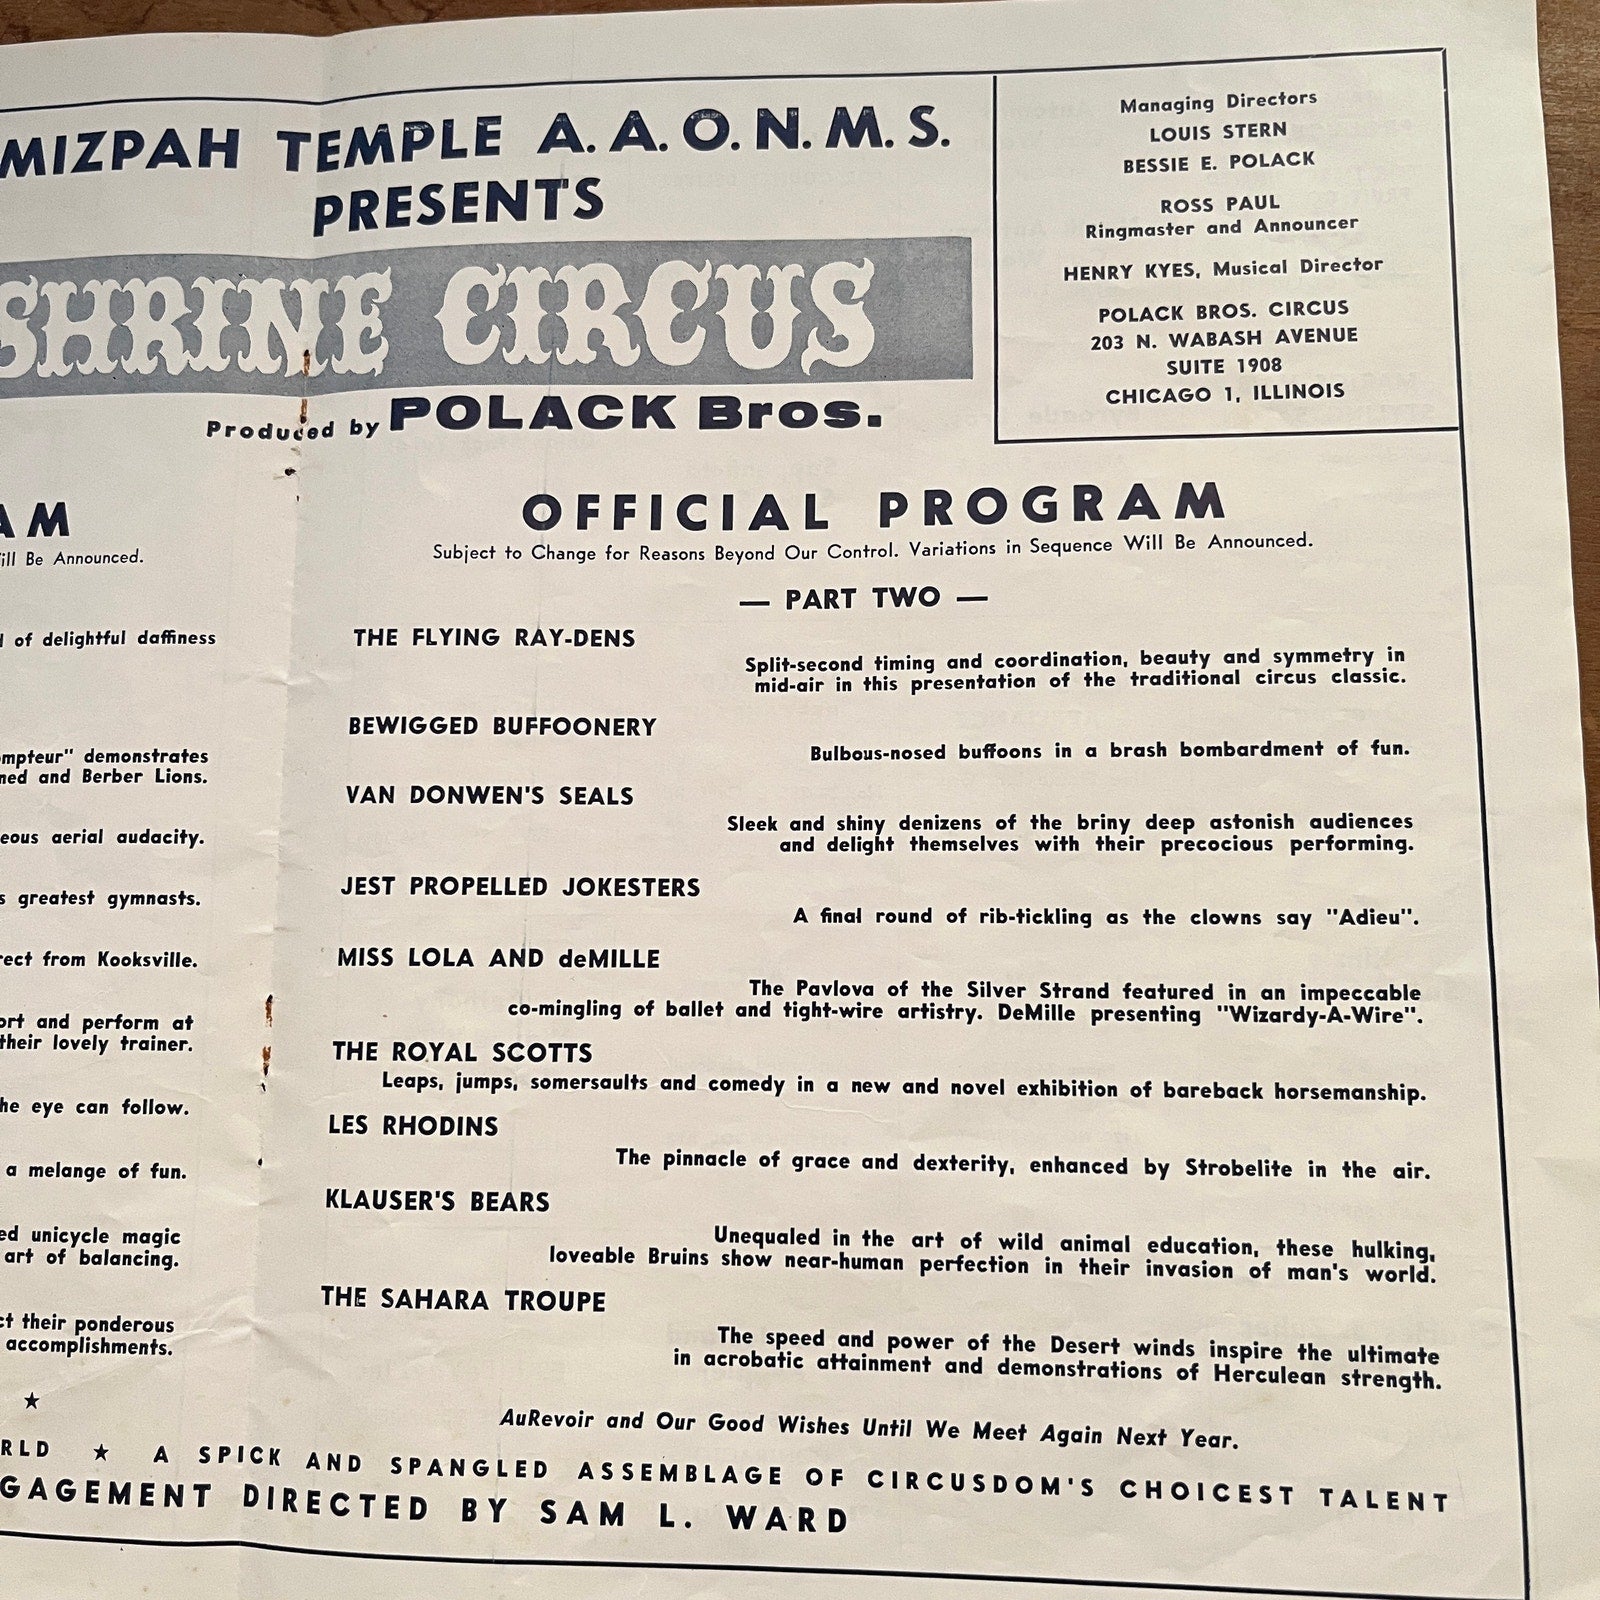 MIZPAH TEMPLE A.A.O.N.M.S.
PRESENTS
SHRINE CIRCUS
Produced by POLACK Bros.
Managing Directors
LOUIS STERN
BESSIE E. POLACK
ROSS PAUL
Ringmaster and Announcer
HENRY KYES, Musical Director
POLACK BROS. CIRCUS
203 N. WABASH AVENUE
SUITE 1908
CHICAGO 1, ILLINOIS
Be Announced.
of delightful daffiness
demonstrates
and Berber Lions.
aerial audacity.
greatest gymnasts.
from Kooksville.
and perform at
their lovely trainer.
eye can follow.
a melange of fun.
unicycle magic
art of balancing.
their ponderous
accomplishments.
★
OFFICIAL PROGRAM
Subject to Change for Reasons Beyond Our Control. Variations in Sequence Will Be Announced.
— PART TWO —
THE FLYING RAY-DENS
Split-second timing and coordination, beauty and symmetry in
mid-air in this presentation of the traditional circus classic.
BEWIGGED BUFFOONERY
Bulbous-nosed buffoons in a brash bombardment of fun.
VAN DONWEN'S SEALS
Sleek and shiny denizens of the briny deep astonish audiences
and delight themselves with their precocious performing.
JEST PROPELLED JOKESTERS
A final round of rib-tickling as the clowns say "Adieu".
MISS LOLA AND deMILLE
The Pavlova of the Silver Strand featured in an impeccable
co-mingling of ballet and tight-wire artistry. DeMille presenting "Wizardy-A-Wire".
THE ROYAL SCOTTS
Leaps, jumps, somersaults and comedy in a new and novel exhibition of bareback horsemanship.
LES RHODINS
The pinnacle of grace and dexterity, enhanced by Strobelite in the air.
KLAUSER'S BEARS
Unequaled in the art of wild animal education, these hulking,
loveable Bruins show near-human perfection in their invasion of man's world.
THE SAHARA TROUPE
The speed and power of the Desert winds inspire the ultimate
in acrobatic attainment and demonstrations of Herculean strength.
AuRevoir and Our Good Wishes Until We Meet Again Next Year.
★ A SPICK AND SPANGLED ASSEMBLAGE OF CIRCUSDOM'S CHOICEST TALENT
DIRECTED BY SAM L. WARD